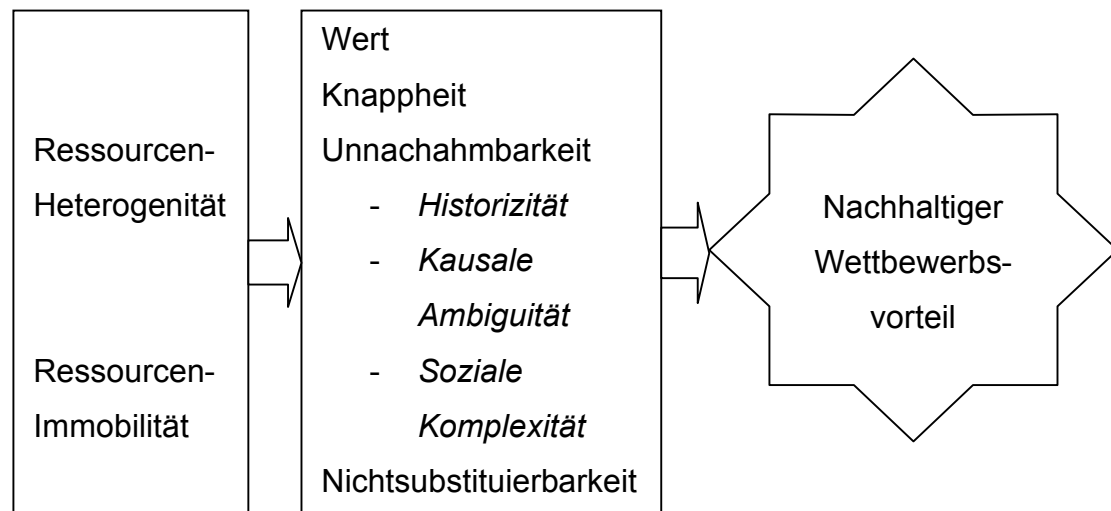 Ressourcen-
Heterogenität
Ressourcen-
Immobilität
Wert
Knappheit
Unnachahmbarkeit
- Historizität
- Kausale
Ambiguität
- Soziale
Komplexität
Nichtsubstituierbarkeit
Nachhaltiger
Wettbewerbs-
vorteil